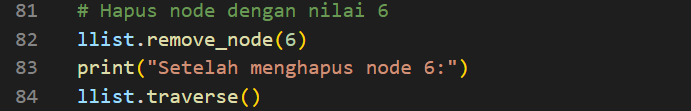 81 # Hapus node dengan nilai 6
82 llist.remove_node(6)
83 print("Setelah menghapus node 6:")
84 llist.traverse()